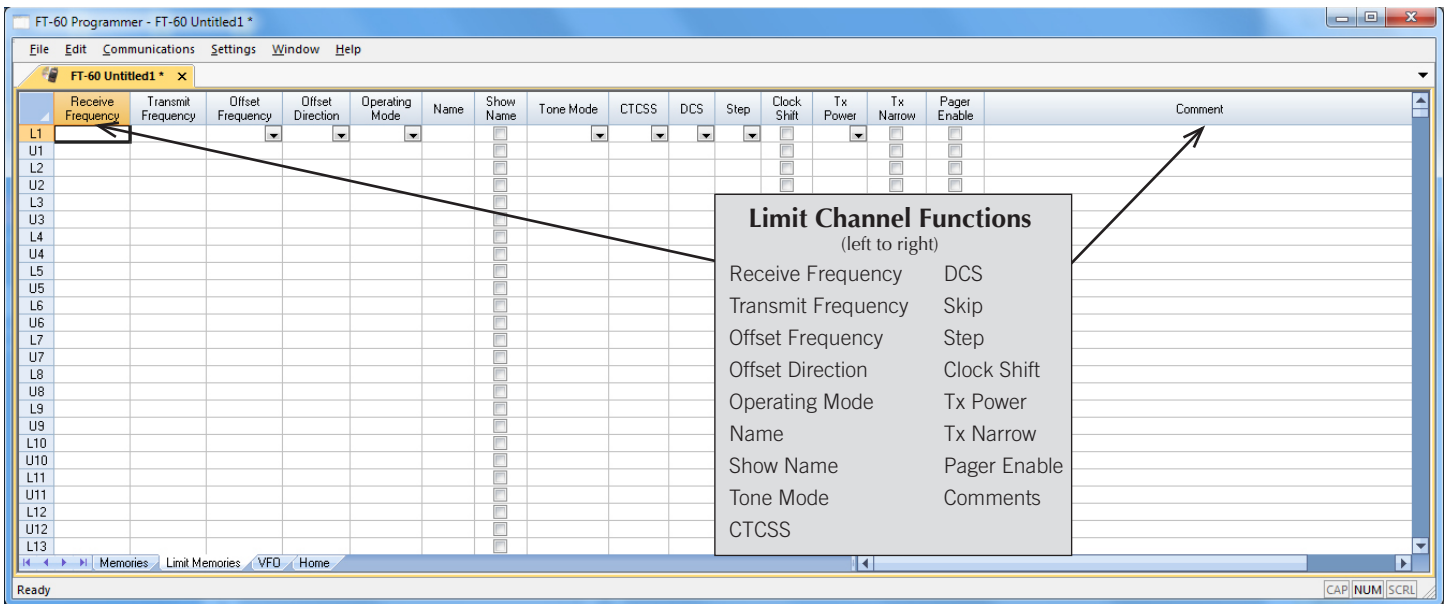 FT-60 Programmer - FT-60 Untitled1 *
File Edit Communications Settings Window Help
FT-60 Untitled1 * X
Receive Frequency Transmit Frequency Offset Frequency Offset Direction Operating Mode Name Show Name Tone Mode CTCSS DCS Step Clock Shift Tx Power Tx Narrow Pager Enable Comment
L1
U1
L2
U2
L3
U3
L4
U4
L5
U5
L6
U6
L7
U7
L8
U8
L9
U9
L10
U10
L11
U11
L12
U12
L13
Limit Channel Functions
(left to right)
Receive Frequency
Transmit Frequency
Offset Frequency
Offset Direction
Operating Mode
Name
Show Name
Tone Mode
CTCSS
DCS
Skip
Step
Clock Shift
Tx Power
Tx Narrow
Pager Enable
Comments
Memories Limit Memories VFO Home
Ready CAP NUM SCRL